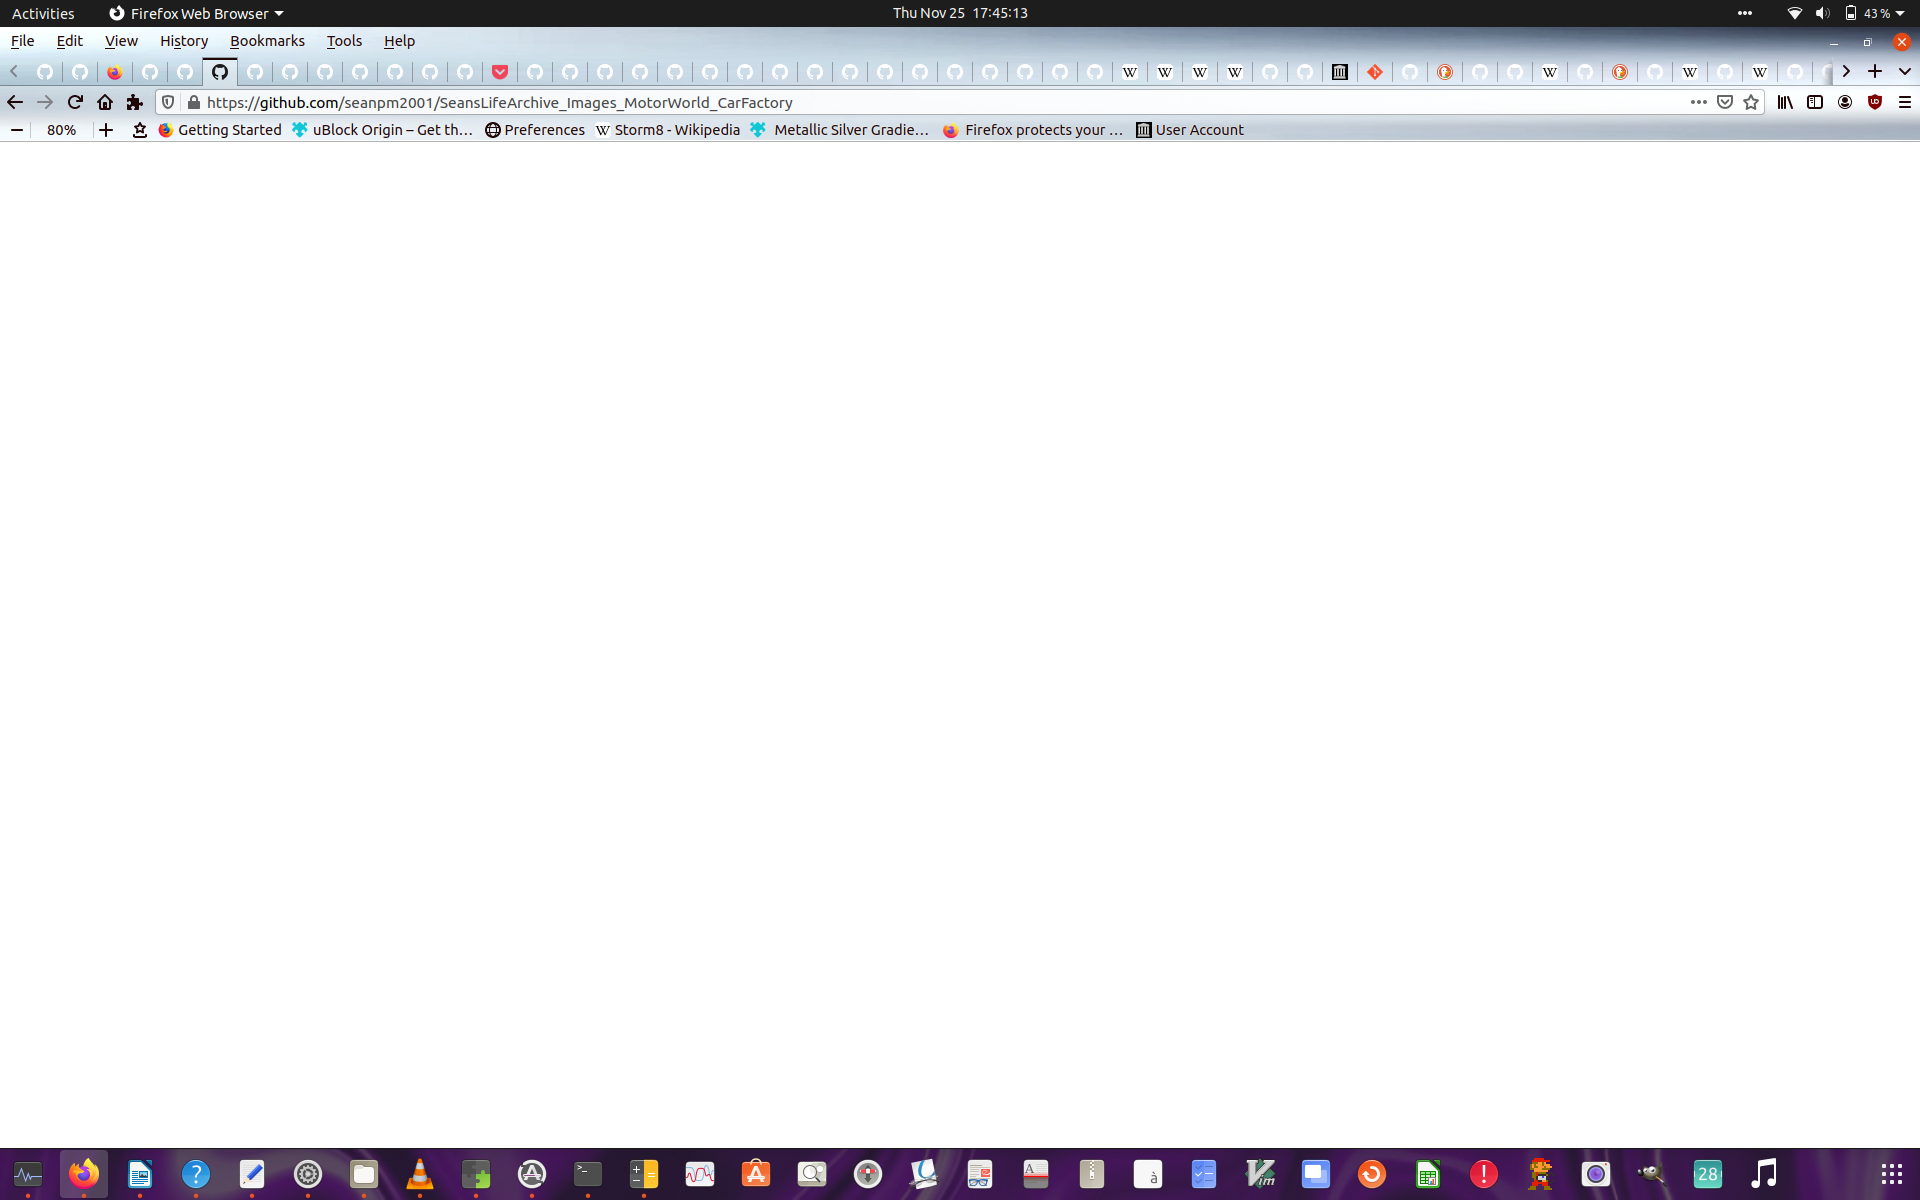 Activities Firefox Web Browser Thu Nov 25 17:45:13 43 %
File Edit View History Bookmarks Tools Help
https://github.com/seanpm2001/SeansLifeArchive_Images_MotorWorld_CarFactory
80% Getting Started uBlock Origin – Get th… Preferences Storm8 - Wikipedia Metallic Silver Gradie… Firefox protects your … User Account
28